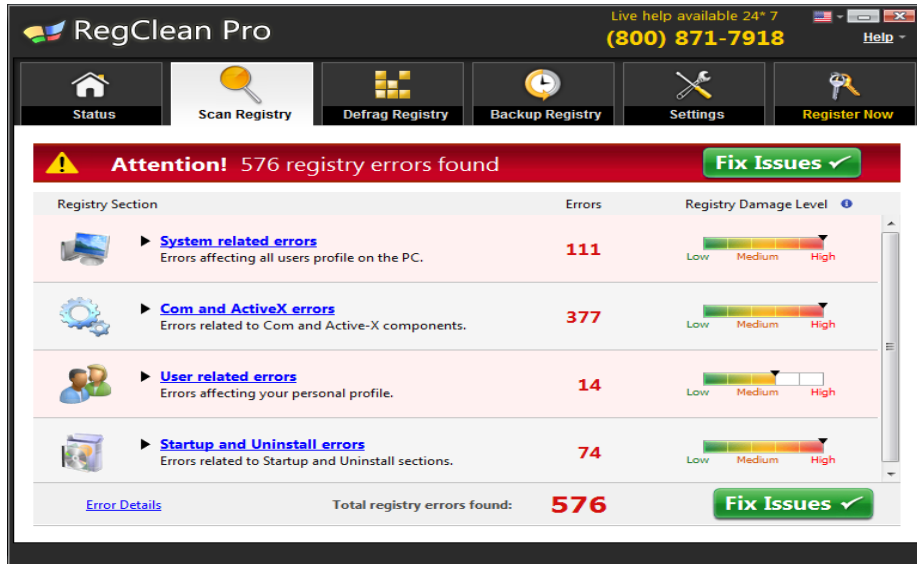 RegClean Pro
Live help available 24* 7
(800) 871-7918
Help
Status
Scan Registry
Defrag Registry
Backup Registry
Settings
Register Now
Attention! 576 registry errors found
Fix Issues
Registry Section Errors Registry Damage Level
System related errors
Errors affecting all users profile on the PC.
111
Low Medium High
Com and ActiveX errors
Errors related to Com and Active-X components.
377
Low Medium High
User related errors
Errors affecting your personal profile.
14
Low Medium High
Startup and Uninstall errors
Errors related to Startup and Uninstall sections.
74
Low Medium High
Error Details
Total registry errors found: 576
Fix Issues